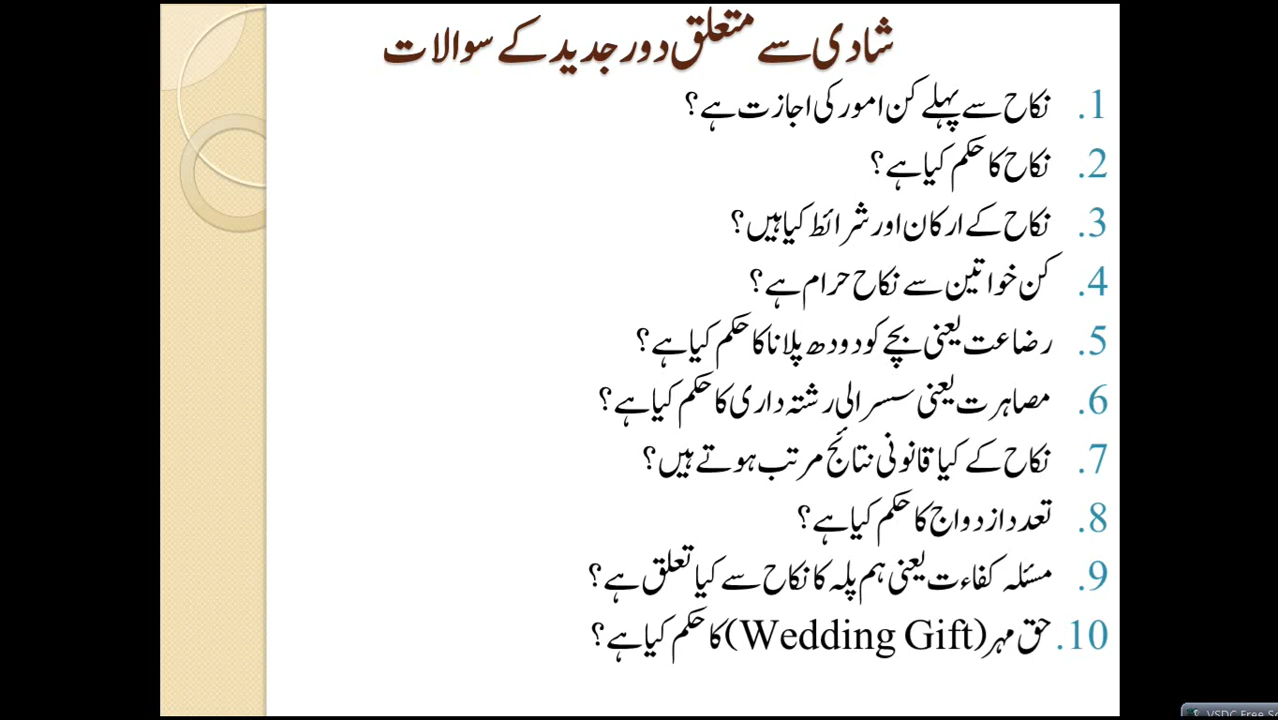 شادی سے متعلق دور جدید کے سوالات
1. نکاح سے پہلے کن امور کی اجازت ہے؟
2. نکاح کا حکم کیا ہے؟
3. نکاح کے ارکان اور شرائط کیا ہیں؟
4. کن خواتین سے نکاح حرام ہے؟
5. رضاعت یعنی بچے کو دودھ پلانا کا حکم کیا ہے؟
6. مصاہرت یعنی سسرالی رشتہ داری کا حکم کیا ہے؟
7. نکاح کے کیا قانونی نتائج مرتب ہوتے ہیں؟
8. تعدد ازدواج کا حکم کیا ہے؟
9. مسئلہ کفاءت یعنی ہم پلہ کا نکاح سے کیا تعلق ہے؟
10. حق مہر (Wedding Gift) کا حکم کیا ہے؟
VSDC Free